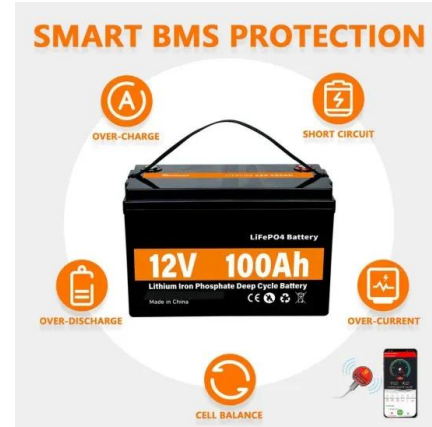 SMART BMS PROTECTION
OVER-CHARGE
SHORT CIRCUIT
LiFePO4 Battery
12V 100Ah
Lithium Iron Phosphate Deep Cycle Battery
Made in China
CE
OVER-DISCHARGE
OVER-CURRENT
CELL BALANCE